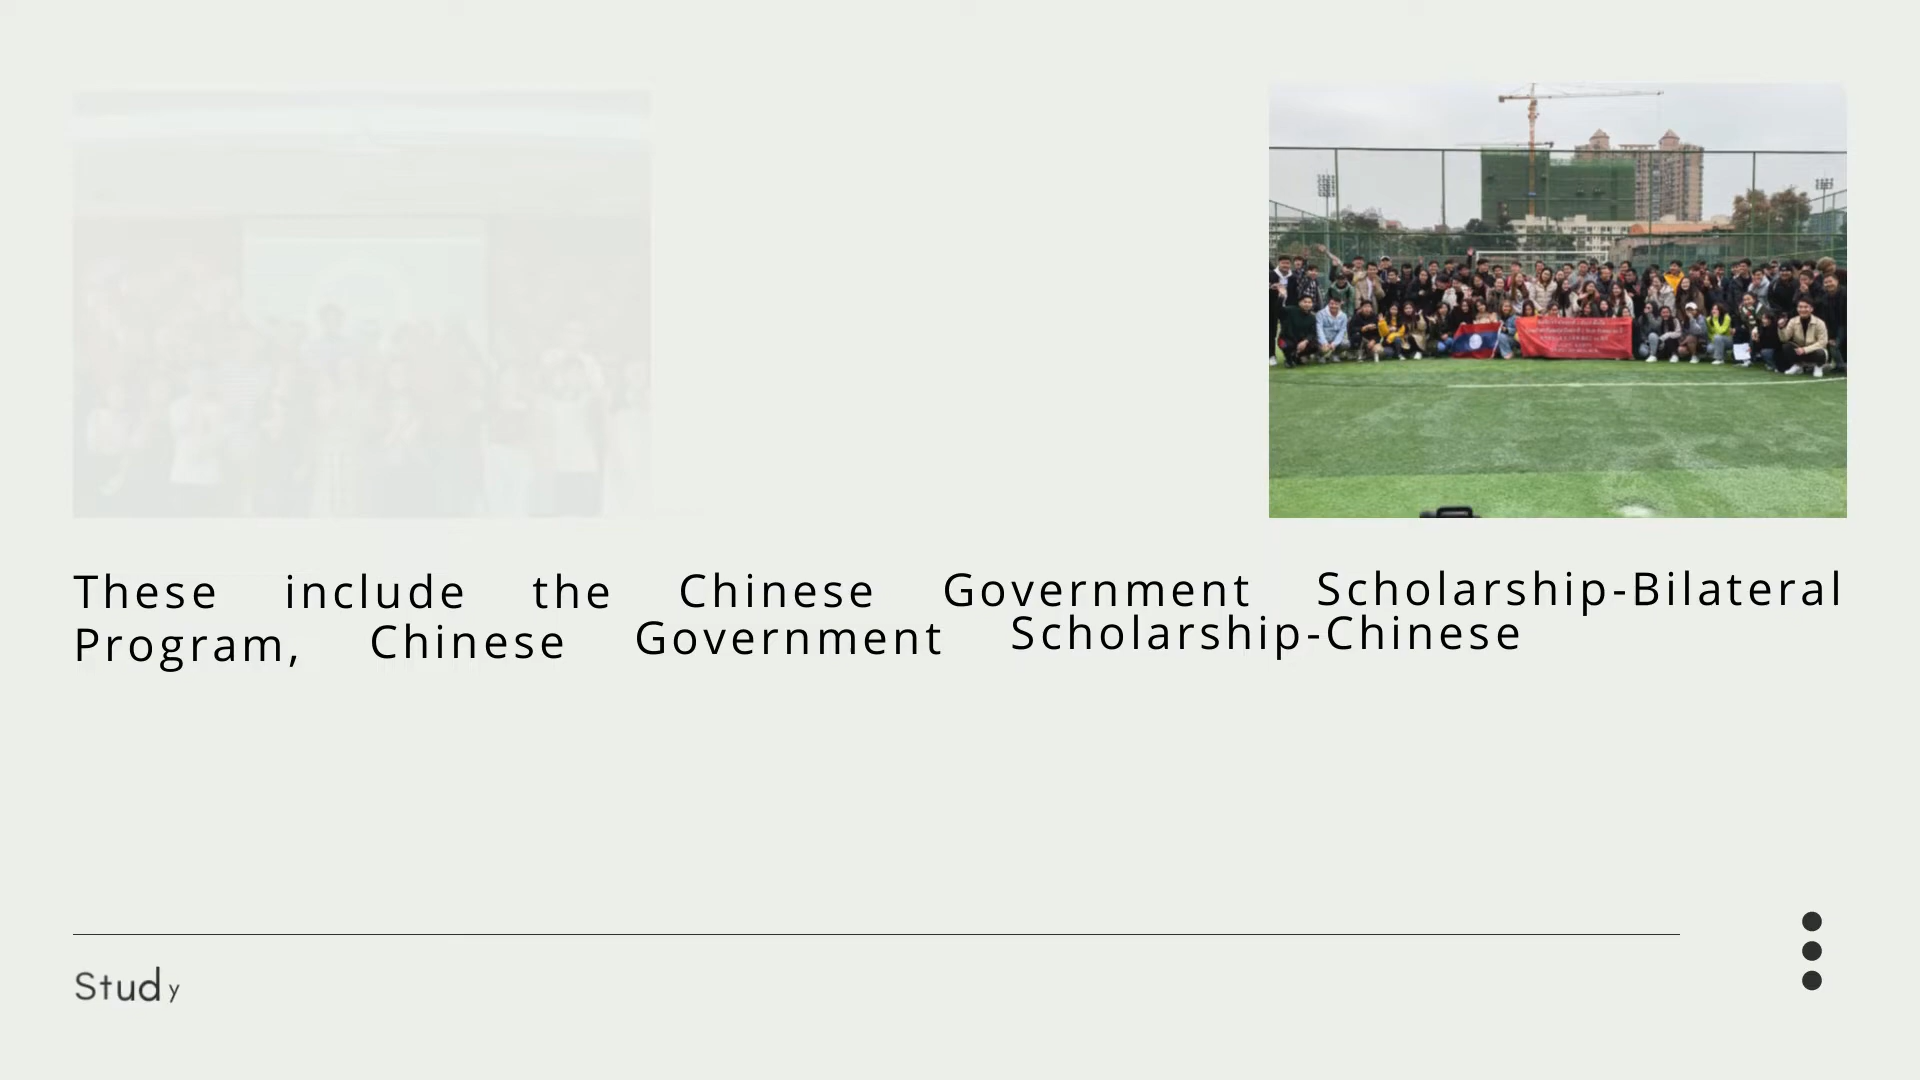 These include the Chinese Government Scholarship-Bilateral
Program, Chinese Government Scholarship-Chinese
Study